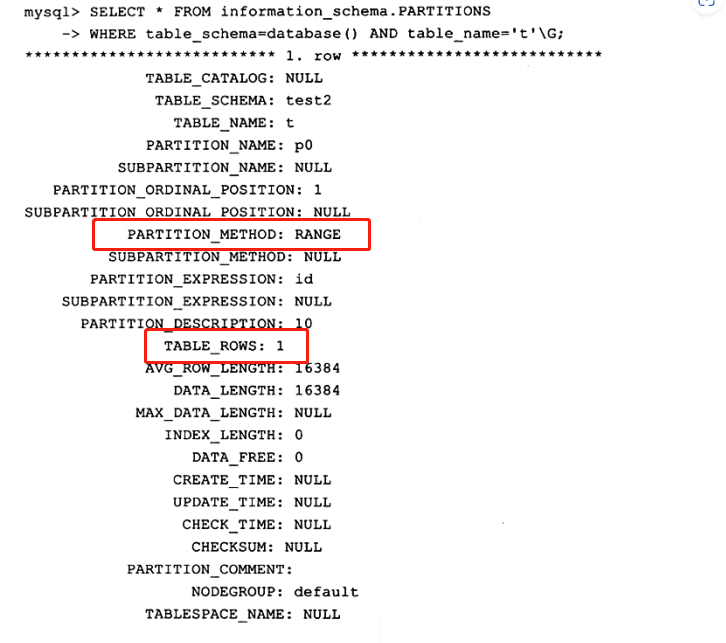 mysql> SELECT * FROM information_schema.PARTITIONS
-> WHERE table_schema=database() AND table_name='t'\G;
*************************** 1. row ***************************
TABLE_CATALOG: NULL
TABLE_SCHEMA: test2
TABLE_NAME: t
PARTITION_NAME: p0
SUBPARTITION_NAME: NULL
PARTITION_ORDINAL_POSITION: 1
SUBPARTITION_ORDINAL_POSITION: NULL
PARTITION_METHOD: RANGE
SUBPARTITION_METHOD: NULL
PARTITION_EXPRESSION: id
SUBPARTITION_EXPRESSION: NULL
PARTITION_DESCRIPTION: 10
TABLE_ROWS: 1
AVG_ROW_LENGTH: 16384
DATA_LENGTH: 16384
MAX_DATA_LENGTH: NULL
INDEX_LENGTH: 0
DATA_FREE: 0
CREATE_TIME: NULL
UPDATE_TIME: NULL
CHECK_TIME: NULL
CHECKSUM: NULL
PARTITION_COMMENT:
NODEGROUP: default
TABLESPACE_NAME: NULL